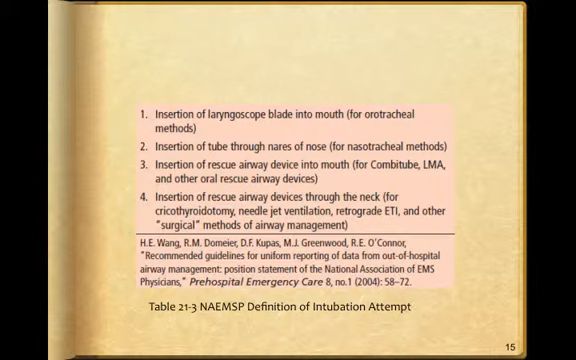 1. Insertion of laryngoscope blade into mouth (for orotracheal
methods)
2. Insertion of tube through nares of nose (for nasotracheal methods)
3. Insertion of rescue airway device into mouth (for Combitube, LMA,
and other oral rescue airway devices)
4. Insertion of rescue airway devices through the neck (for
cricothyroidotomy, needle jet ventilation, retrograde ETI, and other
"surgical" methods of airway management)
H.E. Wang, R.M. Domeier, D.F. Kupas, M.J. Greenwood, R.E. O'Connor,
"Recommended guidelines for uniform reporting of data from out-of-hospital
airway management: position statement of the National Association of EMS
Physicians," Prehospital Emergency Care 8, no.1 (2004): 58–72.
Table 21-3 NAEMSP Definition of Intubation Attempt
15